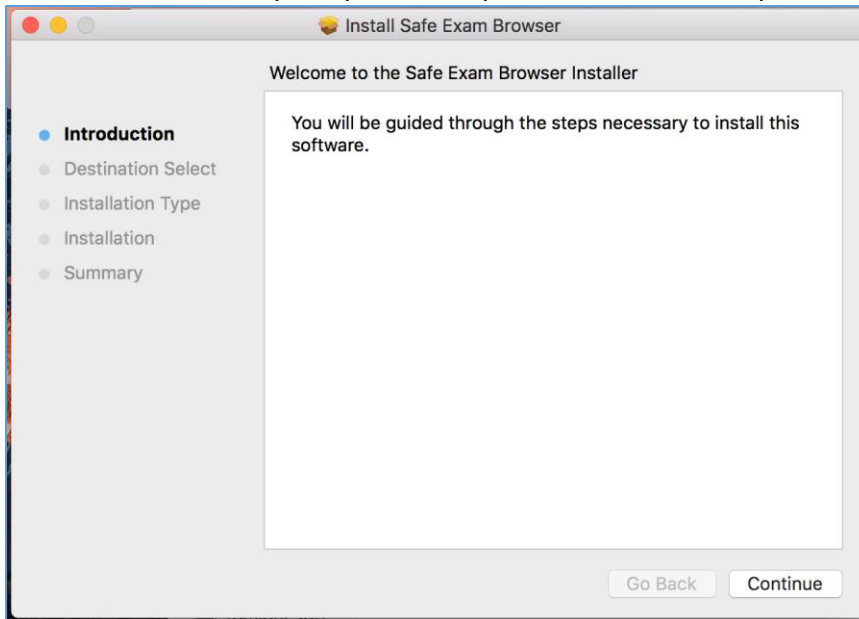 Install Safe Exam Browser
Welcome to the Safe Exam Browser Installer
Introduction
Destination Select
Installation Type
Installation
Summary
You will be guided through the steps necessary to install this
software.
Go Back
Continue